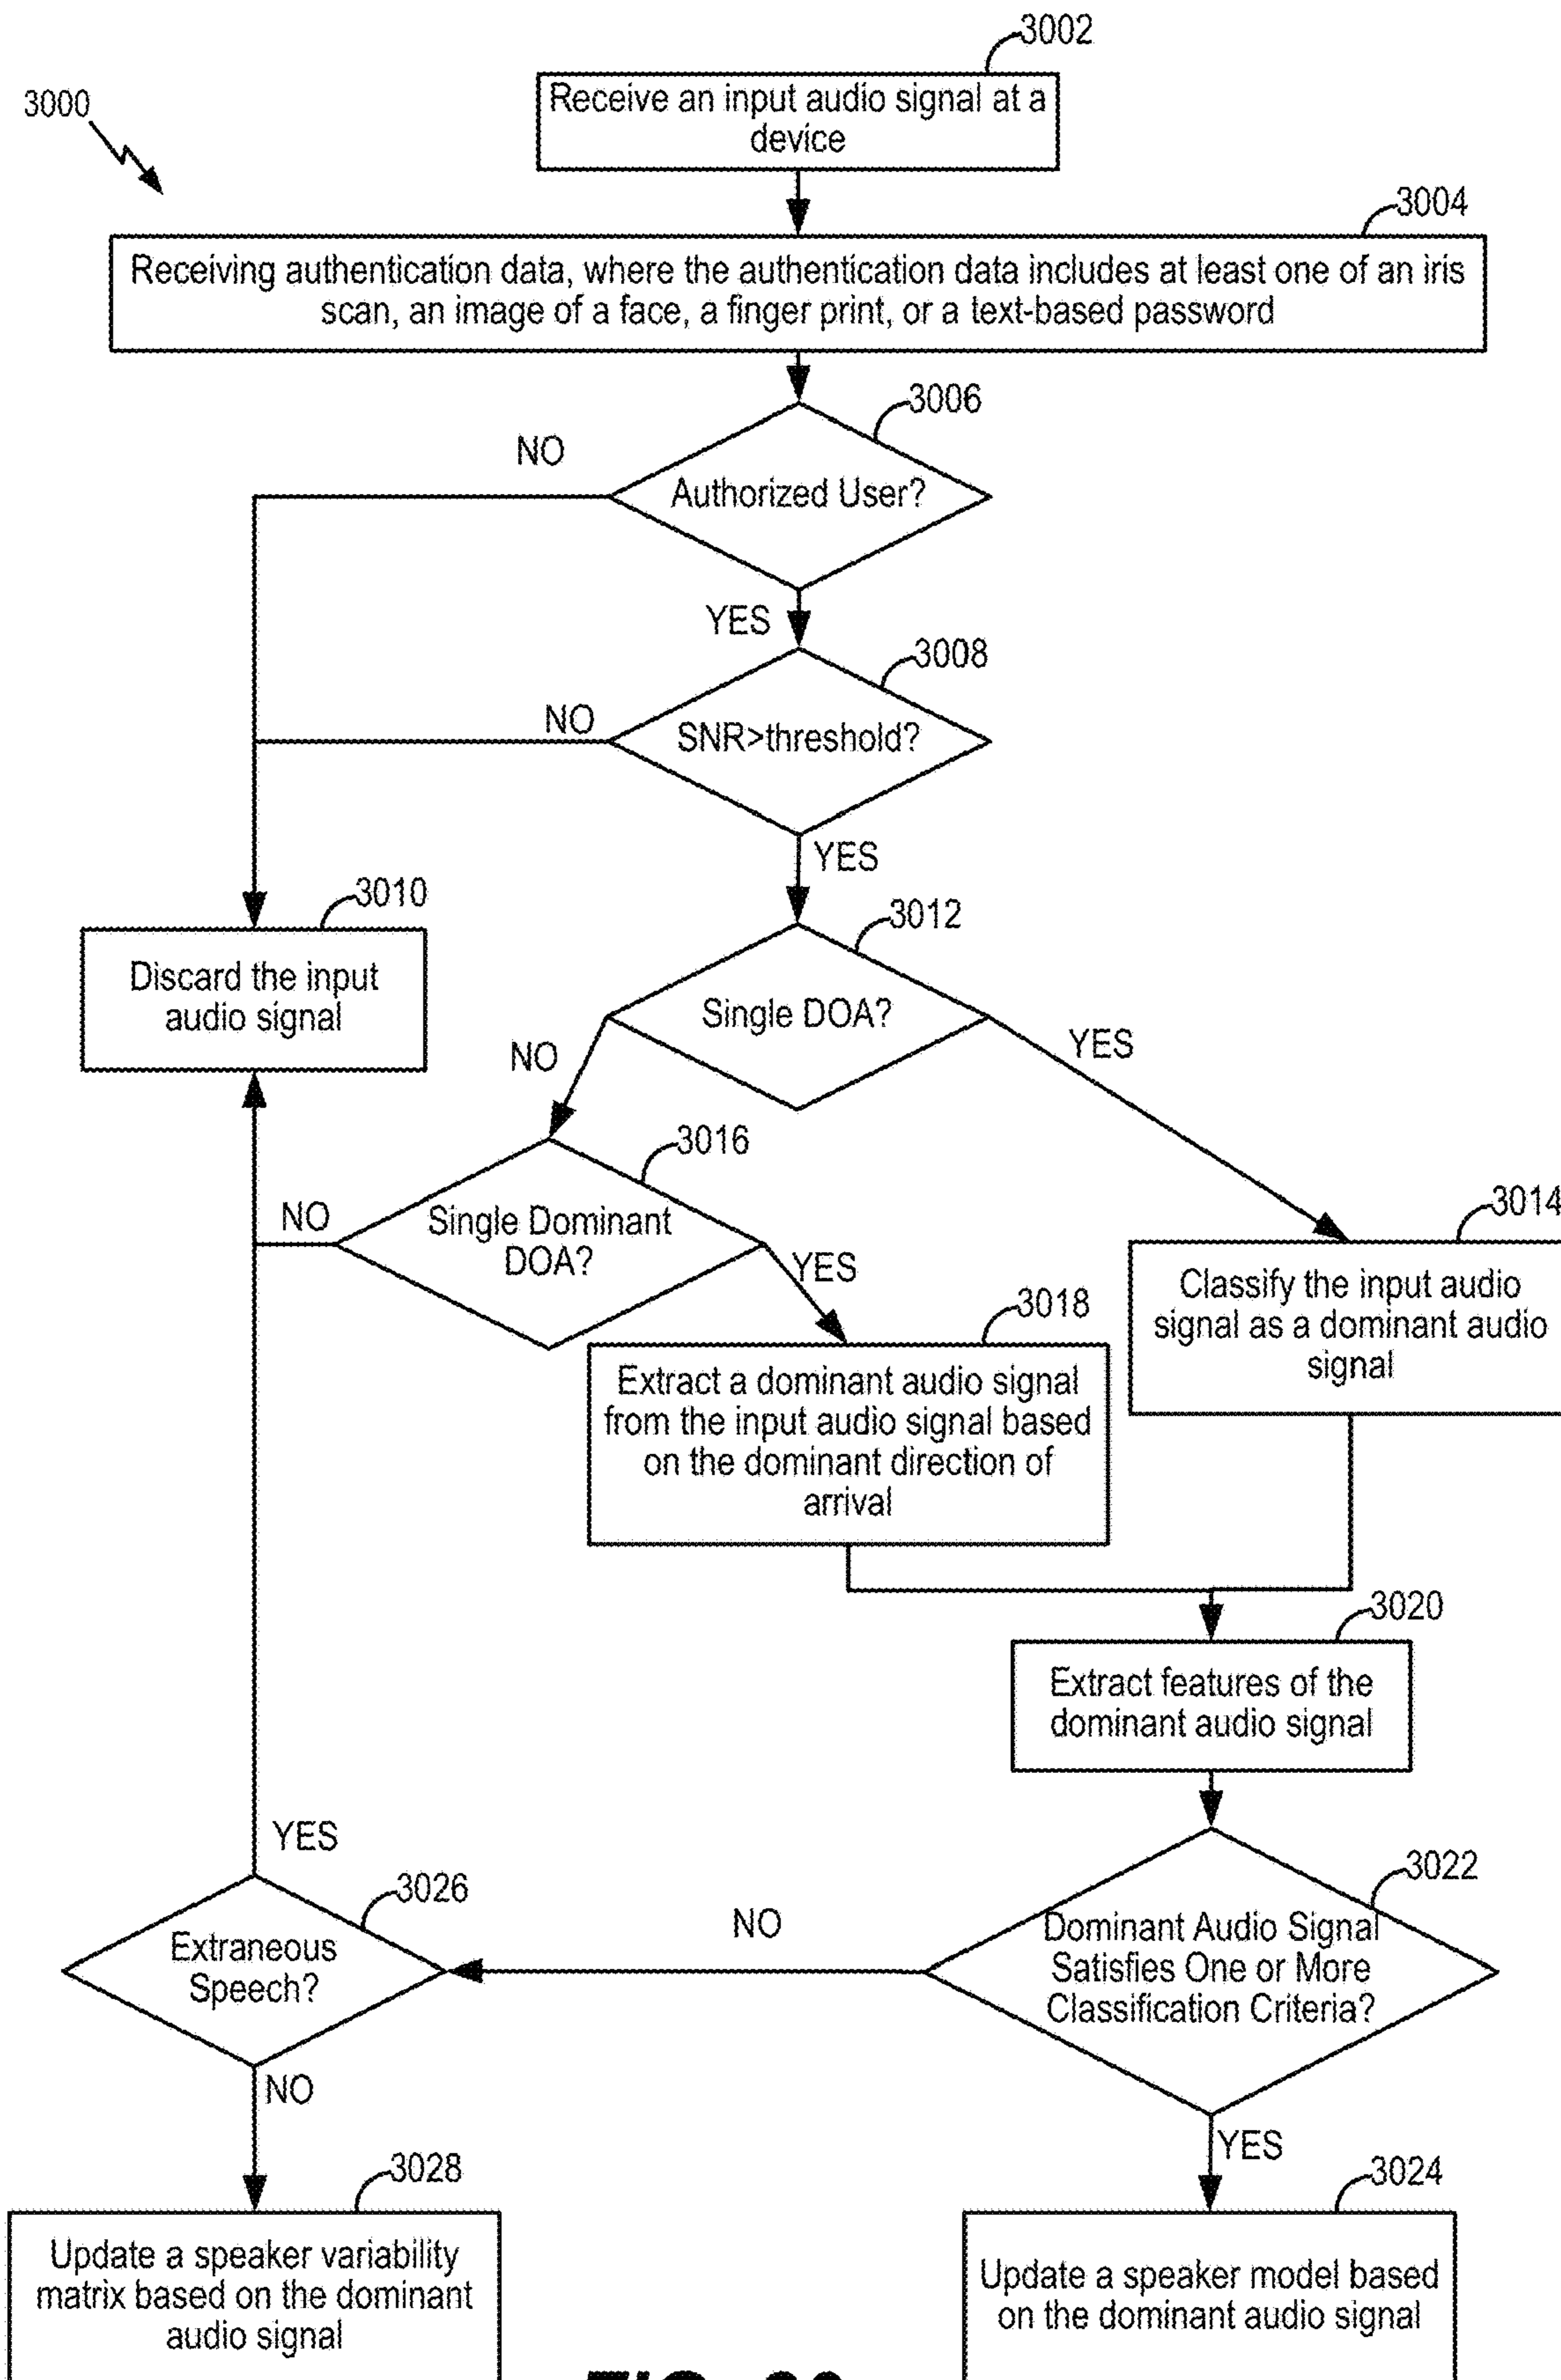 3002
Receive an input audio signal at a
device
3000
3004
Receiving authentication data, where the authentication data includes at least one of an iris
scan, an image of a face, a finger print, or a text-based password
3006
NO
Authorized User?
YES
3008
NO
SNR>threshold?
YES
3010
Discard the input
audio signal
3012
Single DOA?
NO
YES
3016
NO
Single Dominant
DOA?
YES
3014
Classify the input audio
signal as a dominant audio
signal
3018
Extract a dominant audio signal
from the input audio signal based
on the dominant direction of
arrival
3020
Extract features of the
dominant audio signal
YES
3026
Extraneous
Speech?
NO
3022
Dominant Audio Signal
Satisfies One or More
Classification Criteria?
NO
YES
3028
Update a speaker variability
matrix based on the dominant
audio signal
3024
Update a speaker model based
on the dominant audio signal